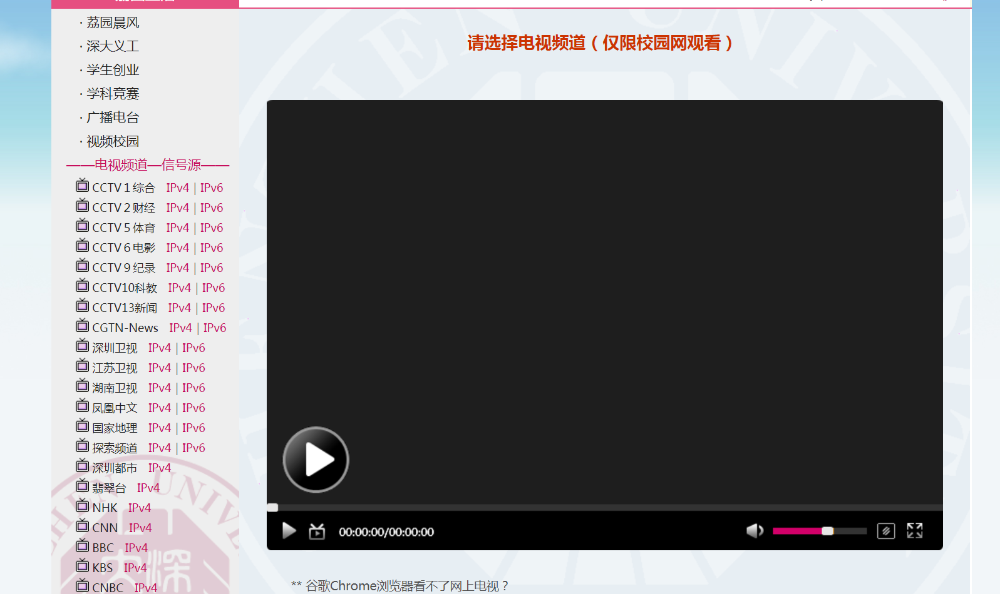 · 荔园晨风
· 深大义工
· 学生创业
· 学科竞赛
· 广播电台
· 视频校园
——电视频道—信号源——
CCTV 1 综合 IPv4 | IPv6
CCTV 2 财经 IPv4 | IPv6
CCTV 5 体育 IPv4 | IPv6
CCTV 6 电影 IPv4 | IPv6
CCTV 9 纪录 IPv4 | IPv6
CCTV10科教 IPv4 | IPv6
CCTV13新闻 IPv4 | IPv6
CGTN-News IPv4 | IPv6
深圳卫视 IPv4 | IPv6
江苏卫视 IPv4 | IPv6
湖南卫视 IPv4 | IPv6
凤凰中文 IPv4 | IPv6
国家地理 IPv4 | IPv6
探索频道 IPv4 | IPv6
深圳都市 IPv4
翡翠台 IPv4
NHK IPv4
CNN IPv4
BBC IPv4
KBS IPv4
CNBC IPv4
请选择电视频道（仅限校园网观看）
00:00:00/00:00:00
** 谷歌Chrome浏览器看不了网上电视？